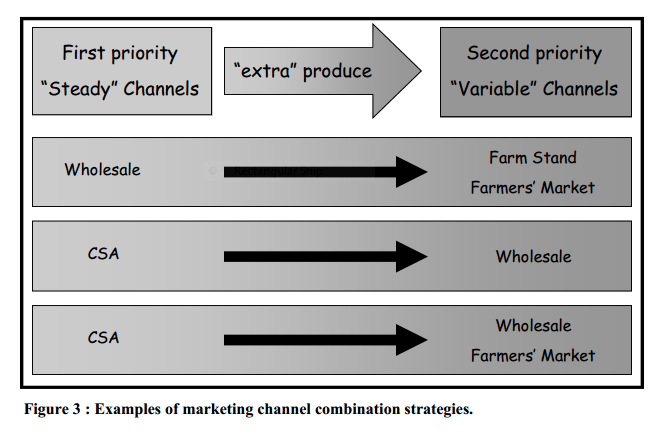 First priority
“Steady” Channels
“extra” produce
Second priority
“Variable” Channels
Wholesale
Farm Stand
Farmers’ Market
CSA
Wholesale
CSA
Wholesale
Farmers’ Market
Figure 3 : Examples of marketing channel combination strategies.